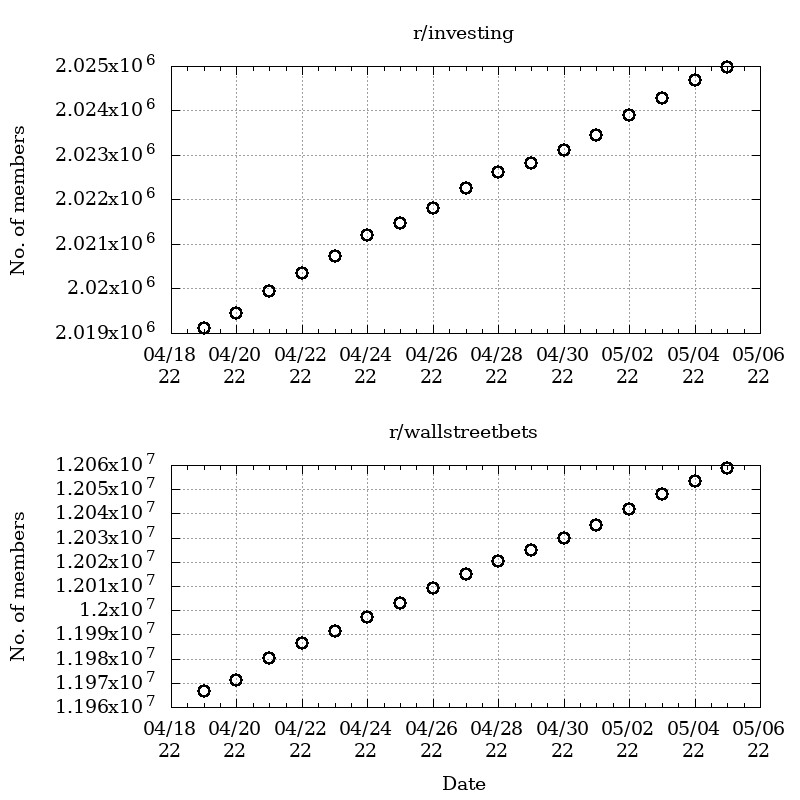 r/investing
No. of members
2.025x10^6
2.024x10^6
2.023x10^6
2.022x10^6
2.021x10^6
2.02x10^6
2.019x10^6
04/18 04/20 04/22 04/24 04/26 04/28 04/30 05/02 05/04 05/06
22 22 22 22 22 22 22 22 22 22
r/wallstreetbets
No. of members
1.206x10^7
1.205x10^7
1.204x10^7
1.203x10^7
1.202x10^7
1.201x10^7
1.2x10^7
1.199x10^7
1.198x10^7
1.197x10^7
1.196x10^7
04/18 04/20 04/22 04/24 04/26 04/28 04/30 05/02 05/04 05/06
22 22 22 22 22 22 22 22 22 22
Date